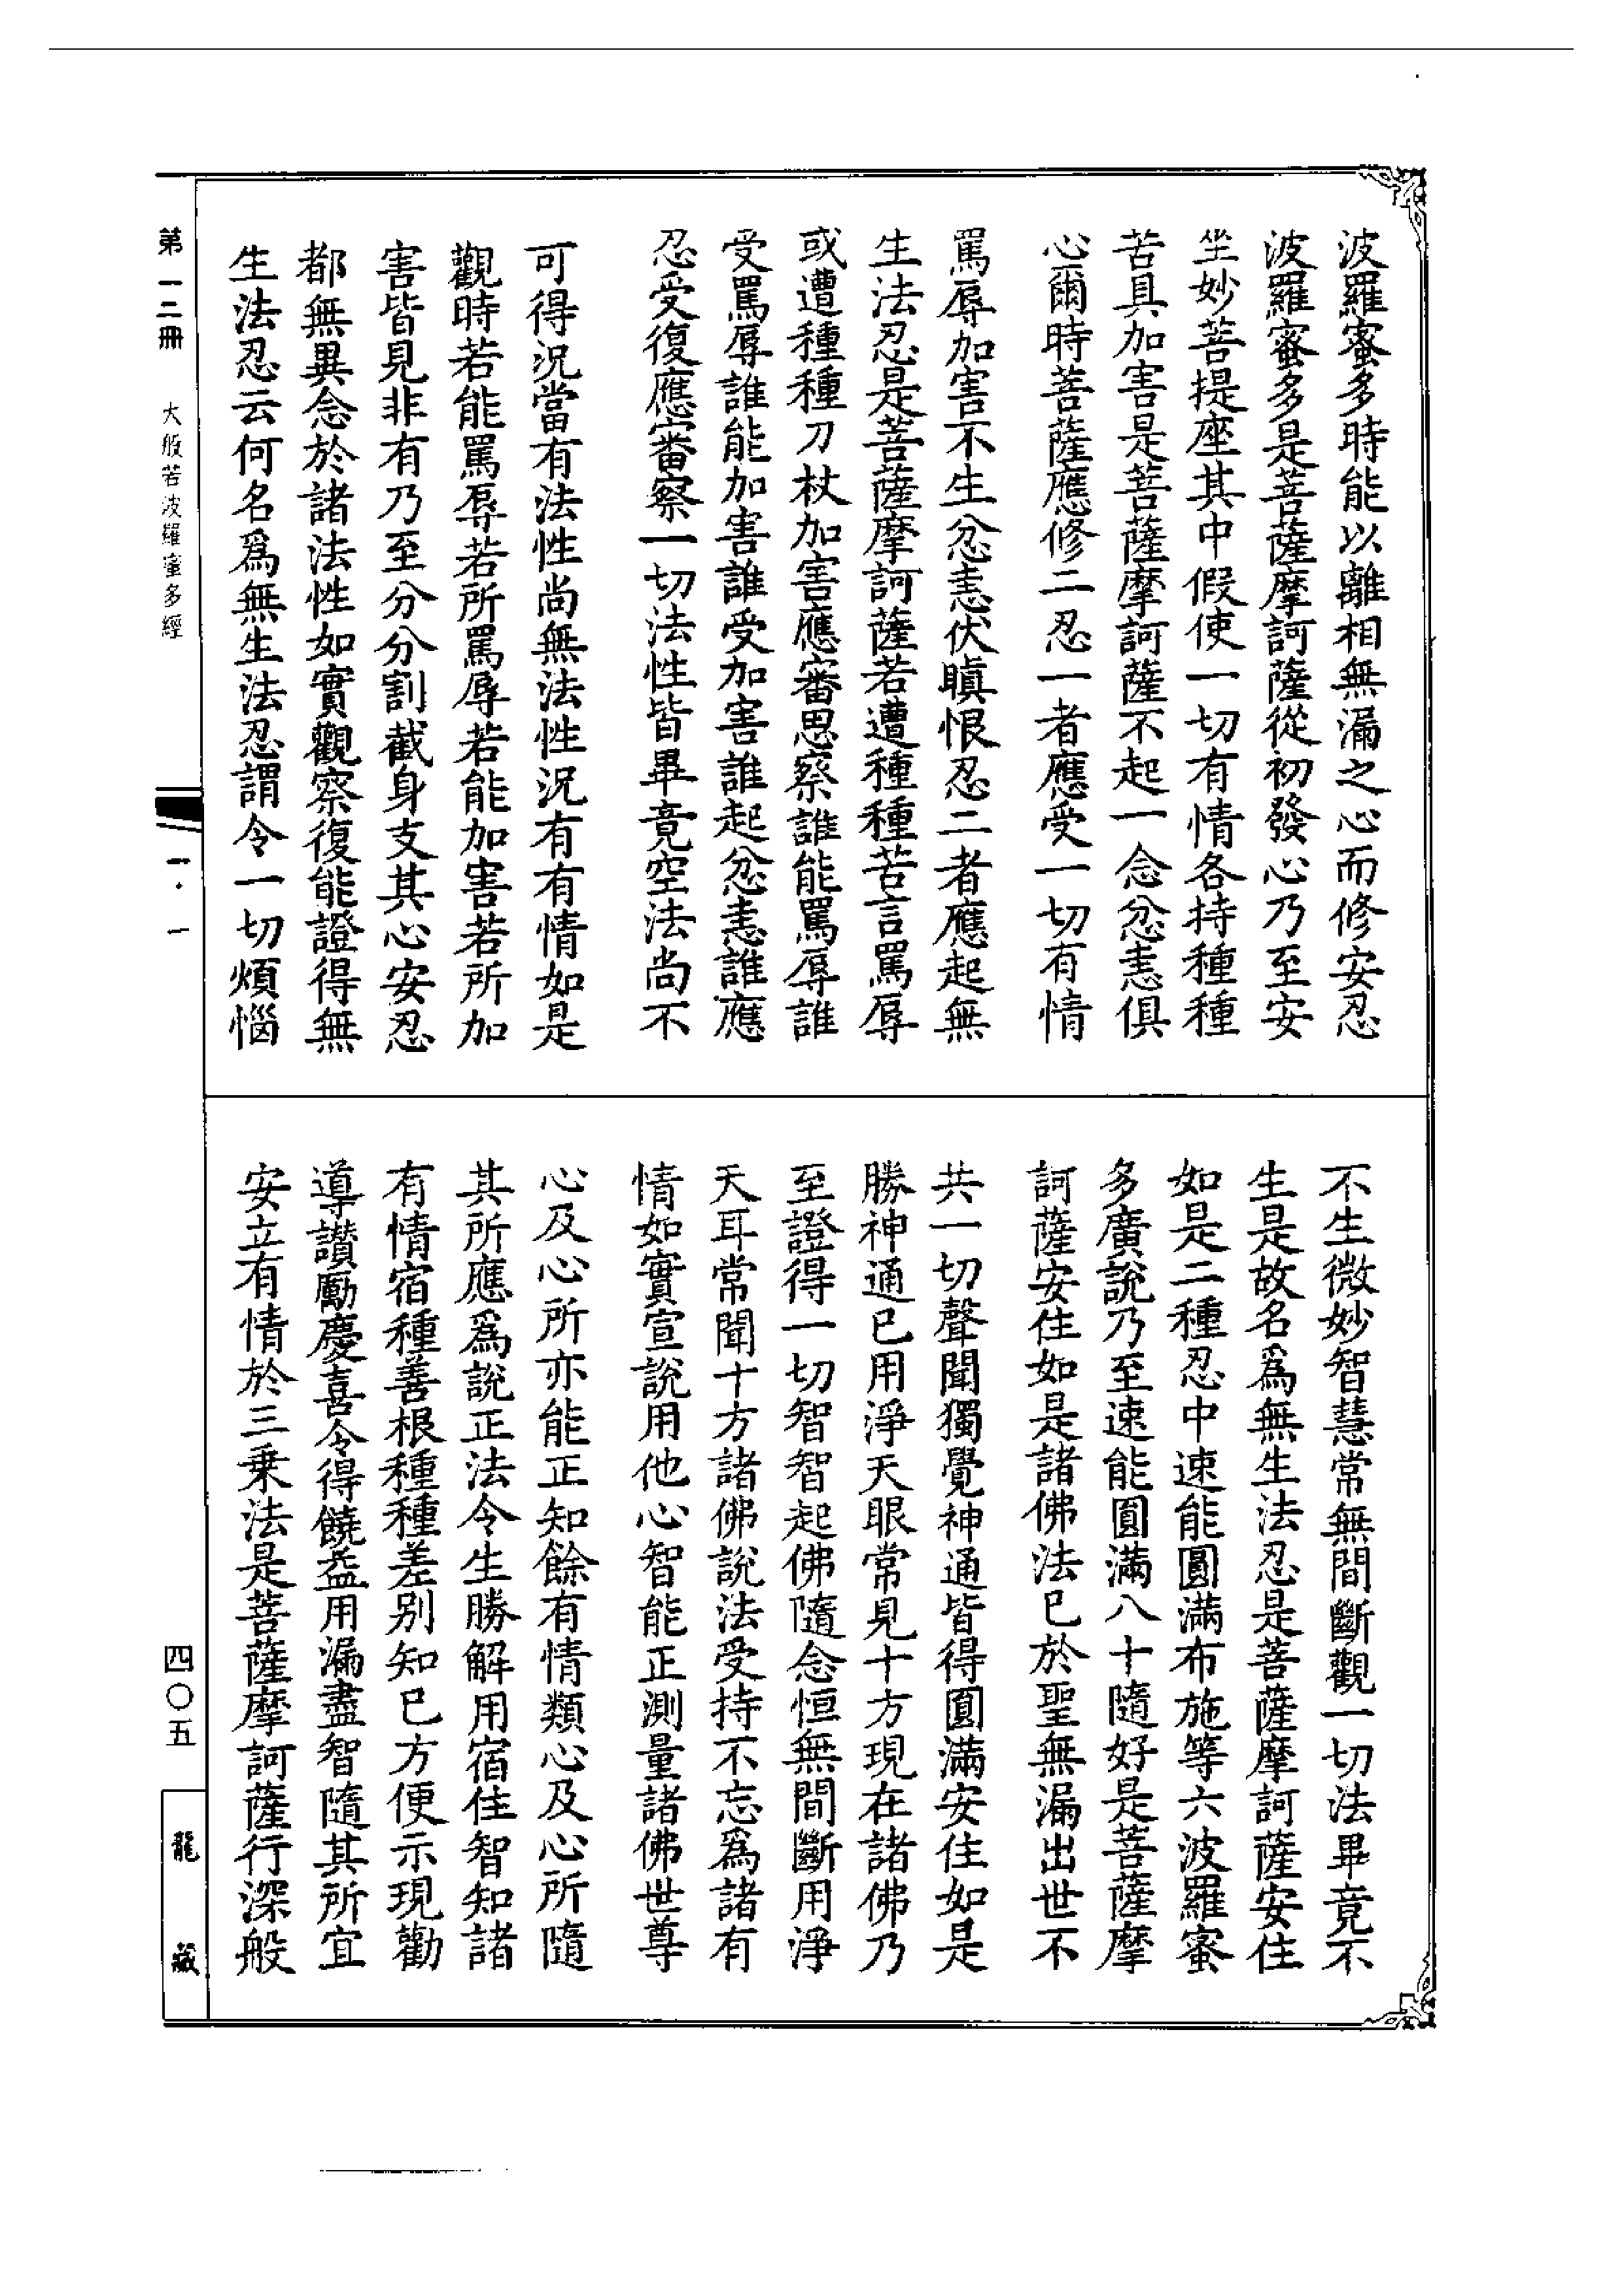 波羅蜜多時能以離相無漏之心而修安忍
波羅蜜多是菩薩摩訶薩從初發心乃至安
坐妙菩提座其中假使一切有情各持種種
苦具加害是菩薩摩訶薩不起一念忿恚俱
心爾時菩薩應修二忍一者應受一切有情
罵辱加害不生忿恚伏瞋恨忍二者應起無
生法忍是菩薩摩訶薩若遭種種苦言罵辱
或遭種種刀杖加害應審思察誰能罵辱誰
受罵辱誰能加害誰受加害誰起忿恚誰應
忍受復應審察一切法性皆畢竟空法尚不
可得況當有法性尚無法性況有有情如是
觀時若能罵辱若所罵辱若能加害若所加
害皆見非有乃至分分割截身支其心安忍
都無異念於諸法性如實觀察復能證得無
生法忍云何名爲無生法忍謂令一切煩惱
不生微妙智慧常無間斷觀一切法畢竟不
生是故名爲無生法忍是菩薩摩訶薩安住
如是二種忍中速能圓滿布施等六波羅蜜
多廣說乃至速能圓滿八十隨好是菩薩摩
訶薩安住如是諸佛法已於聖無漏出世不
共一切聲聞獨覺神通皆得圓滿安住如是
勝神通已用淨天眼常見十方現在諸佛乃
至證得一切智智起佛隨念恒無間斷用淨
天耳常聞十方諸佛說法受持不忘爲諸有
情如實宣說用他心智能正測量諸佛世尊
心及心所亦能正知餘有情類心及心所隨
其所應爲說正法令生勝解用宿住智知諸
有情宿種善根種種差别知已方便示現勸
導讚勵慶喜令得饒益用漏盡智隨其所宜
安立有情於三乗法是菩薩摩訶薩行深般
第一二冊 大般若波羅蜜多經
一·一
四〇五
龍藏